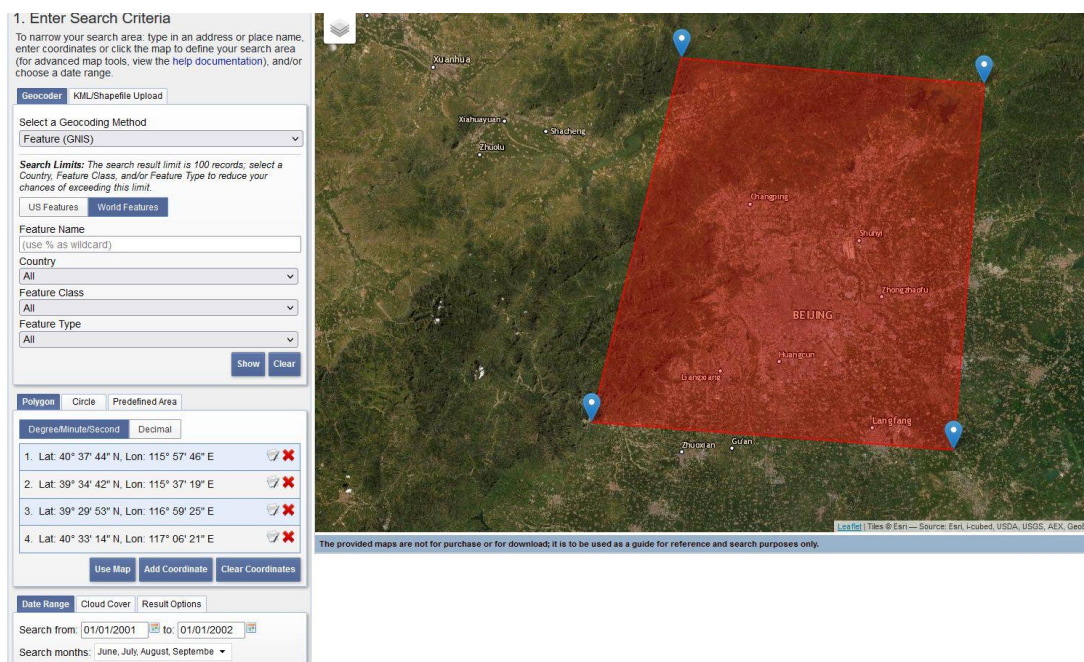 1. Enter Search Criteria
To narrow your search area: type in an address or place name,
enter coordinates or click the map to define your search area
(for advanced map tools, view the help documentation), and/or
choose a date range.
Geocoder KML/Shapefile Upload
Select a Geocoding Method
Feature (GNIS)
Search Limits: The search result limit is 100 records; select a
Country, Feature Class, and/or Feature Type to reduce your
chances of exceeding this limit.
US Features World Features
Feature Name
(use % as wildcard)
Country
All
Feature Class
All
Feature Type
All
Show Clear
Polygon Circle Predefined Area
Degree/Minute/Second Decimal
1. Lat: 40° 37' 44" N, Lon: 115° 57' 46" E
2. Lat: 39° 34' 42" N, Lon: 115° 37' 19" E
3. Lat: 39° 29' 53" N, Lon: 116° 59' 25" E
4. Lat: 40° 33' 14" N, Lon: 117° 06' 21" E
Use Map Add Coordinate Clear Coordinates
Date Range Cloud Cover Result Options
Search from: 01/01/2001 to: 01/01/2002
Search months: June, July, August, Septembe
Xuanhua
Xiahuayuan
Shacheng
Zhuolu
Changping
Shunyi
Zhongzhaofu
BEIJING
Huangcun
Liangxiang
Langfang
Zhuoxian
Gu'an
Leaflet | Tiles © Esri — Source: Esri, i-cubed, USDA, USGS, AEX, GeoE
The provided maps are not for purchase or for download; it is to be used as a guide for reference and search purposes only.